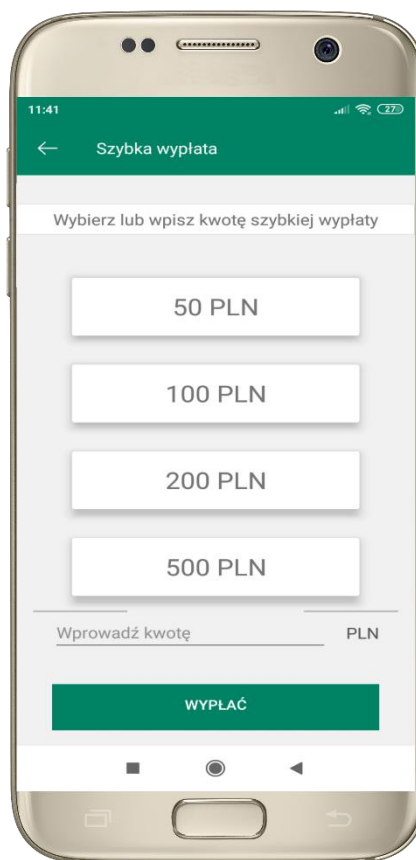 11:41
27
Szybka wypłata
Wybierz lub wpisz kwotę szybkiej wypłaty
50 PLN
100 PLN
200 PLN
500 PLN
Wprowadź kwotę PLN
WYPŁAĆ